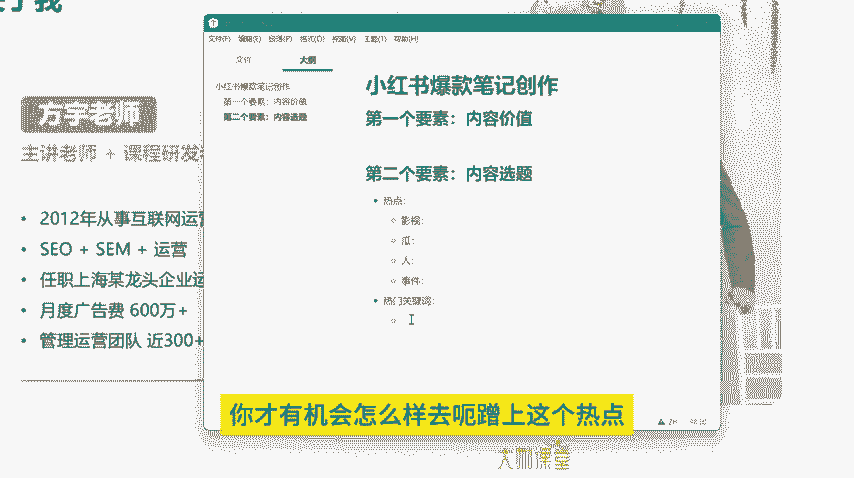 方宇老师
主讲老师 + 课程研发
• 2012年从事互联网运营
• SEO + SEM + 运营
• 任职上海某龙头企业运
• 月度广告费 600万+
• 管理运营团队 近300+
文件(F) 编辑(E) 段落(P) 格式(O) 视图(V) 主题(T) 帮助(H)
文件 大纲
小红书爆款笔记创作
第一个要素：内容价值
第二个要素：内容选题
小红书爆款笔记创作
第一个要素：内容价值
第二个要素：内容选题
• 热点：
◦ 影视：
◦ 瓜：
◦ 人：
◦ 事件：
• 热门关键词：
你才有机会怎么样去呃蹭上这个热点
大师课堂